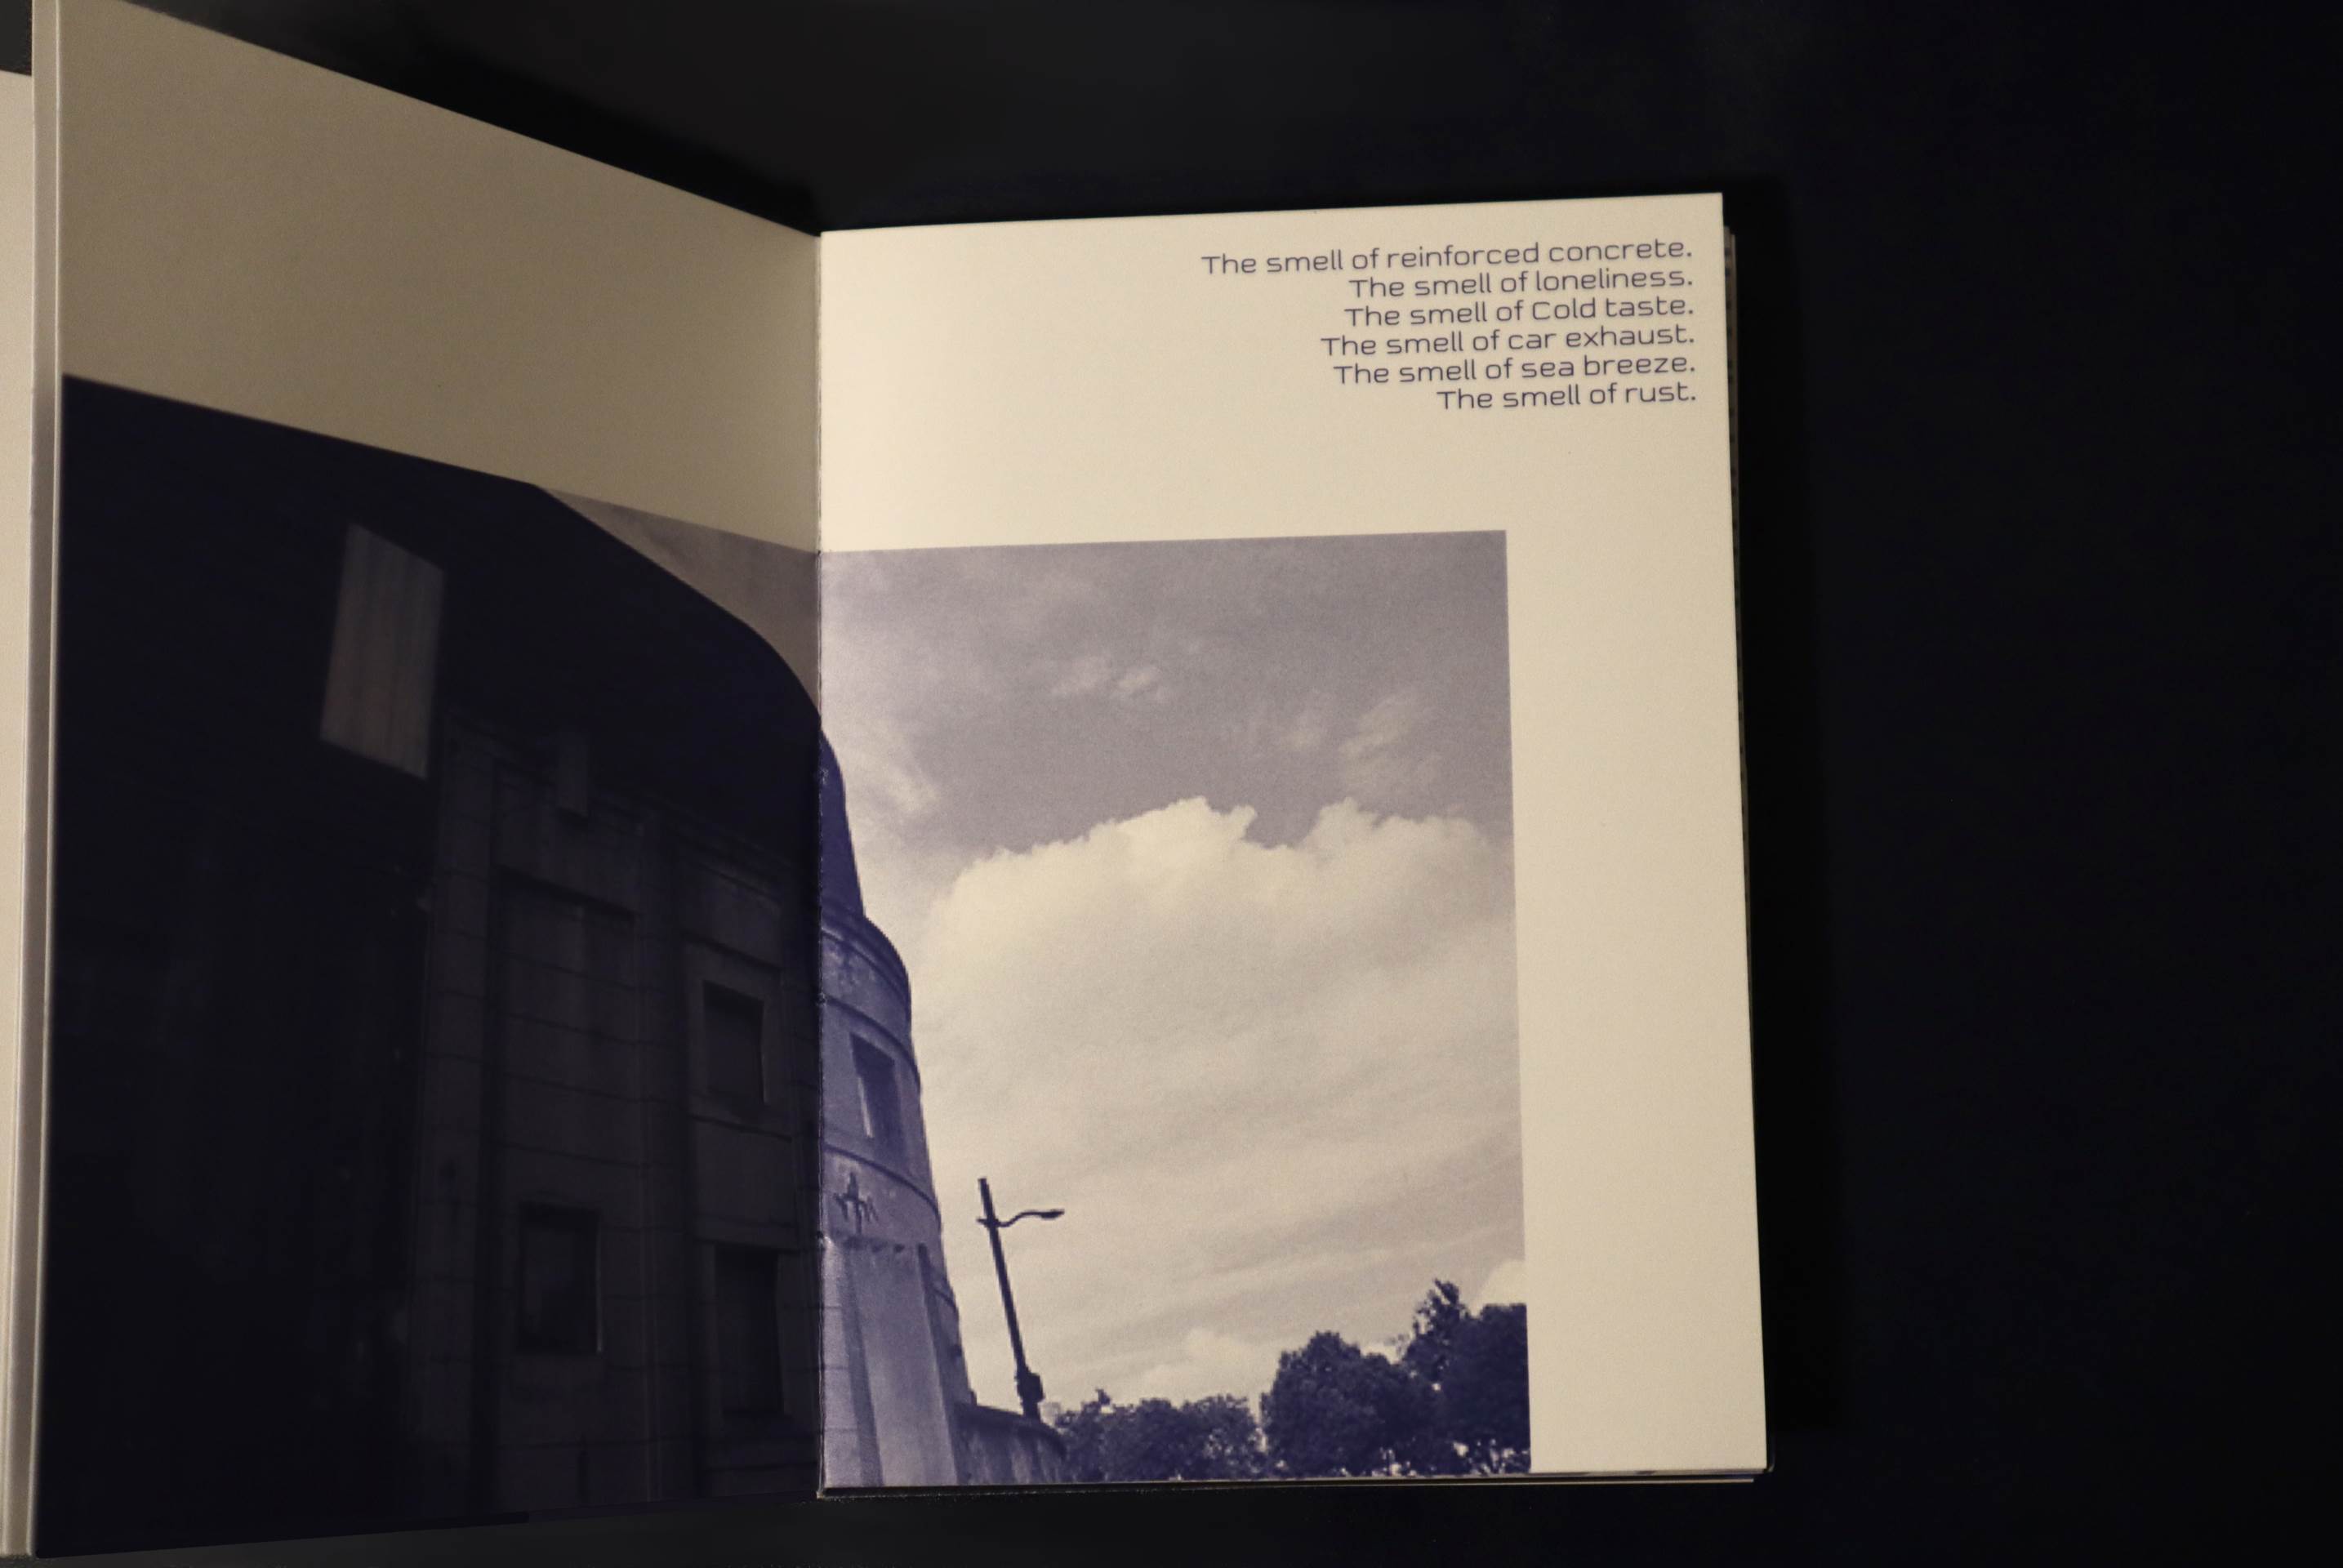 The smell of reinforced concrete.
The smell of loneliness.
The smell of Cold taste.
The smell of car exhaust.
The smell of sea breeze.
The smell of rust.